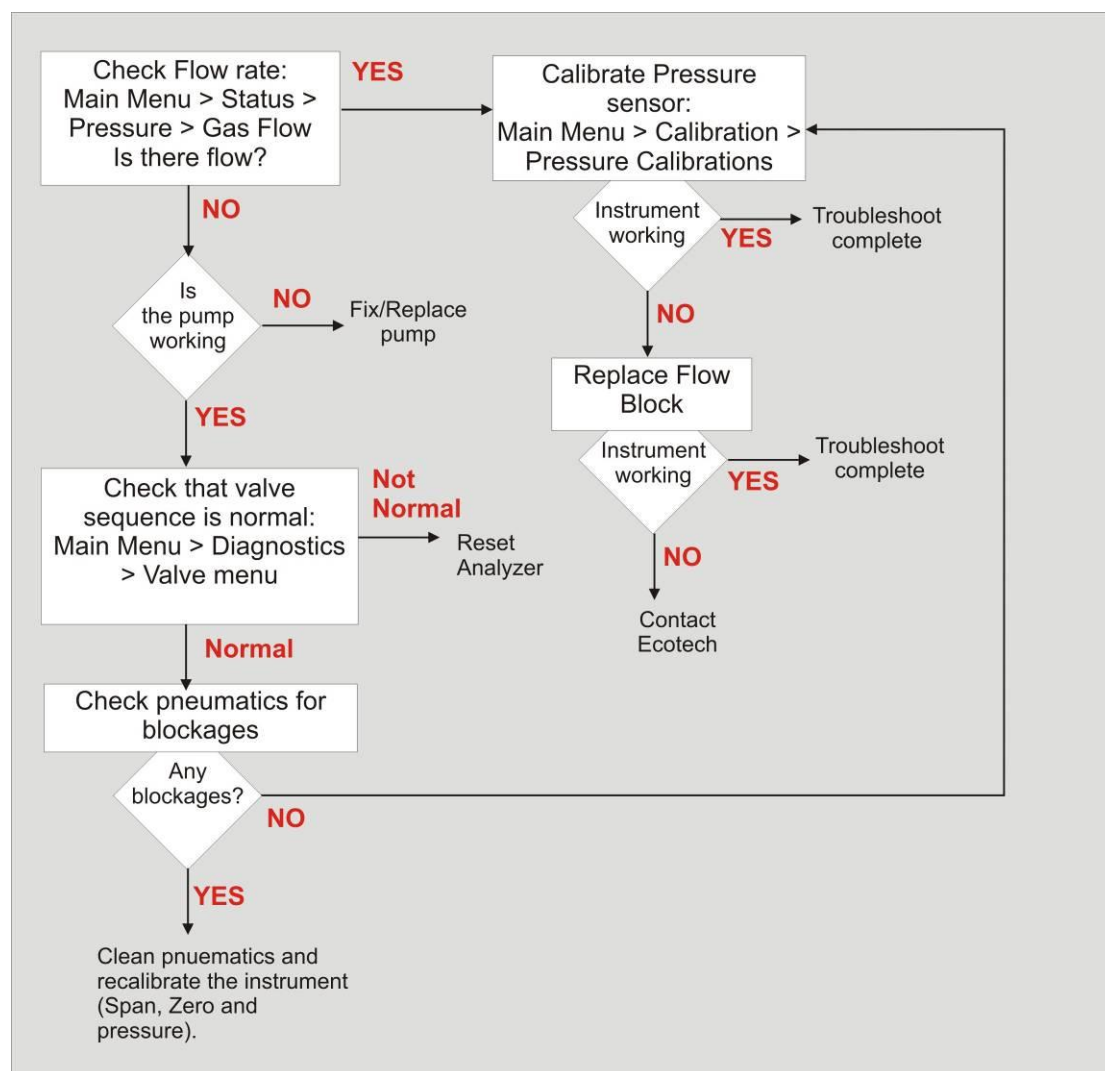 Check Flow rate:
Main Menu > Status >
Pressure > Gas Flow
Is there flow?
YES
Calibrate Pressure
sensor:
Main Menu > Calibration >
Pressure Calibrations
NO
Instrument
working
YES
Troubleshoot
complete
Is
the pump
working
NO
Fix/Replace
pump
NO
Replace Flow
Block
YES
Instrument
working
YES
Troubleshoot
complete
Check that valve
sequence is normal:
Main Menu > Diagnostics
> Valve menu
Not
Normal
Reset
Analyzer
NO
Contact
Ecotech
Normal
Check pneumatics for
blockages
Any
blockages?
NO
YES
Clean pnuematics and
recalibrate the instrument
(Span, Zero and
pressure).